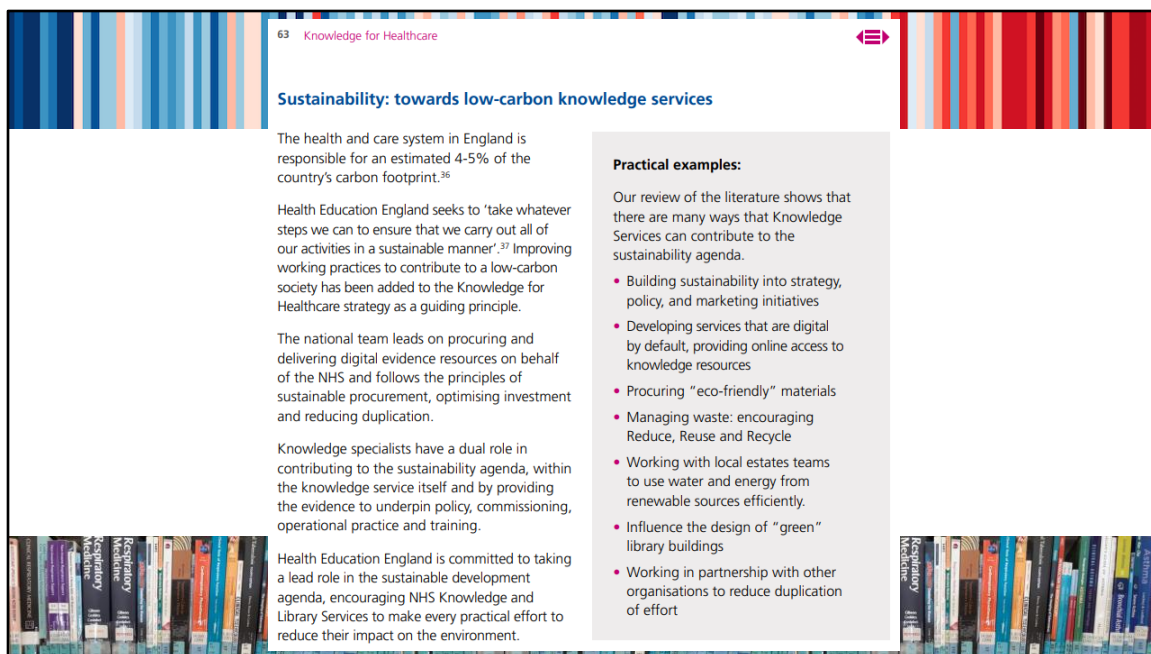 63 Knowledge for Healthcare
Sustainability: towards low-carbon knowledge services
The health and care system in England is
responsible for an estimated 4-5% of the
country's carbon footprint.36
Health Education England seeks to 'take whatever
steps we can to ensure that we carry out all of
our activities in a sustainable manner'.37 Improving
working practices to contribute to a low-carbon
society has been added to the Knowledge for
Healthcare strategy as a guiding principle.
The national team leads on procuring and
delivering digital evidence resources on behalf
of the NHS and follows the principles of
sustainable procurement, optimising investment
and reducing duplication.
Knowledge specialists have a dual role in
contributing to the sustainability agenda, within
the knowledge service itself and by providing
the evidence to underpin policy, commissioning,
operational practice and training.
Health Education England is committed to taking
a lead role in the sustainable development
agenda, encouraging NHS Knowledge and
Library Services to make every practical effort to
reduce their impact on the environment.
Practical examples:
Our review of the literature shows that
there are many ways that Knowledge
Services can contribute to the
sustainability agenda.
• Building sustainability into strategy,
policy, and marketing initiatives
• Developing services that are digital
by default, providing online access to
knowledge resources
• Procuring "eco-friendly" materials
• Managing waste: encouraging
Reduce, Reuse and Recycle
• Working with local estates teams
to use water and energy from
renewable sources efficiently.
• Influence the design of "green"
library buildings
• Working in partnership with other
organisations to reduce duplication
of effort
Respiratory
Medicine
Respiratory
Medicine
Respiratory
Medicine
Asthma